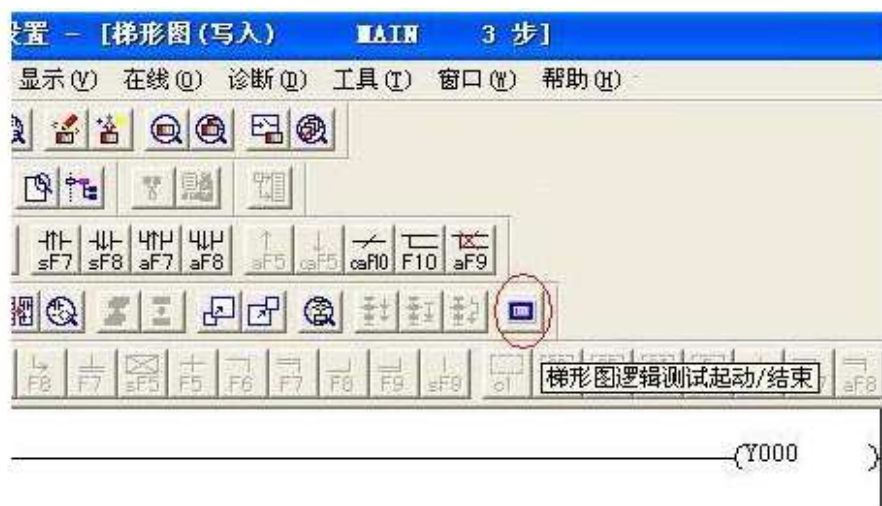 设置 - [梯形图(写入) MAIN 3 步]
显示(V) 在线(O) 诊断(D) 工具(T) 窗口(W) 帮助(H)
sF7 sF8 aF7 aF8 aF5 caF5 caF10 F10 aF9
F8 F7 sF5 F5 F6 F7 F8 F9 sF9 aF8
梯形图逻辑测试起动/结束
Y000